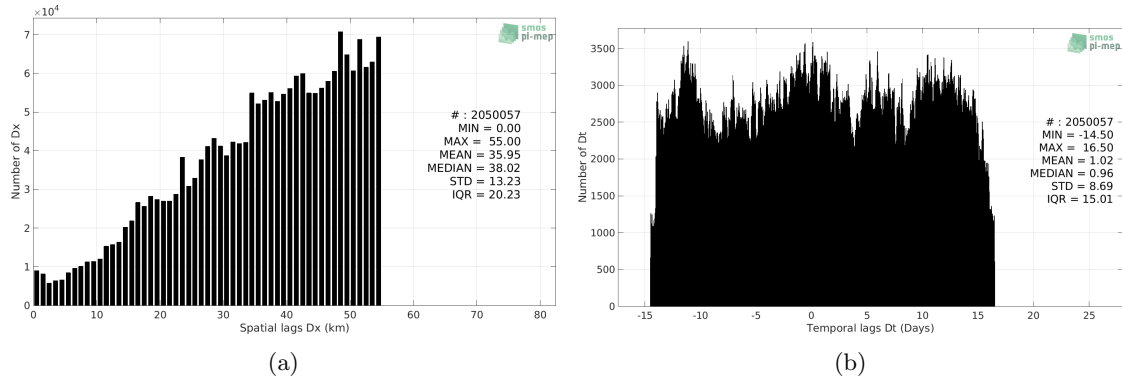 ×10⁴
7
6
5
4
3
2
1
0
Number of Dx
smos
pi-mep
# : 2050057
MIN = 0.00
MAX = 55.00
MEAN = 35.95
MEDIAN = 38.02
STD = 13.23
IQR = 20.23
0 10 20 30 40 50 60 70 80
Spatial lags Dx (km)
(a)
3500
3000
2500
2000
1500
1000
500
0
Number of Dt
smos
pi-mep
# : 2050057
MIN = -14.50
MAX = 16.50
MEAN = 1.02
MEDIAN = 0.96
STD = 8.69
IQR = 15.01
-15 -10 -5 0 5 10 15 20 25
Temporal lags Dt (Days)
(b)